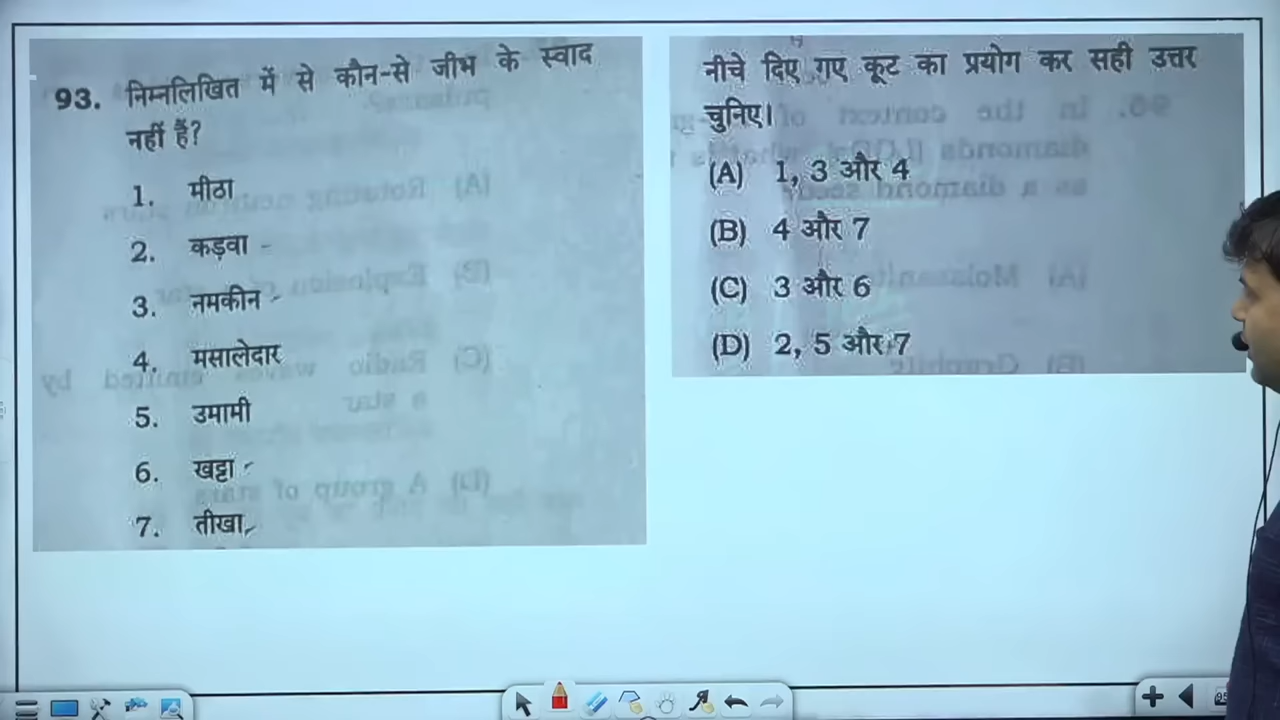 93. निम्नलिखित में से कौन-से जीभ के स्वाद
नहीं हैं?
1. मीठा
2. कड़वा
3. नमकीन
4. मसालेदार
5. उमामी
6. खट्टा
7. तीखा
नीचे दिए गए कूट का प्रयोग कर सही उत्तर
चुनिए।
(A) 1, 3 और 4
(B) 4 और 7
(C) 3 और 6
(D) 2, 5 और 7